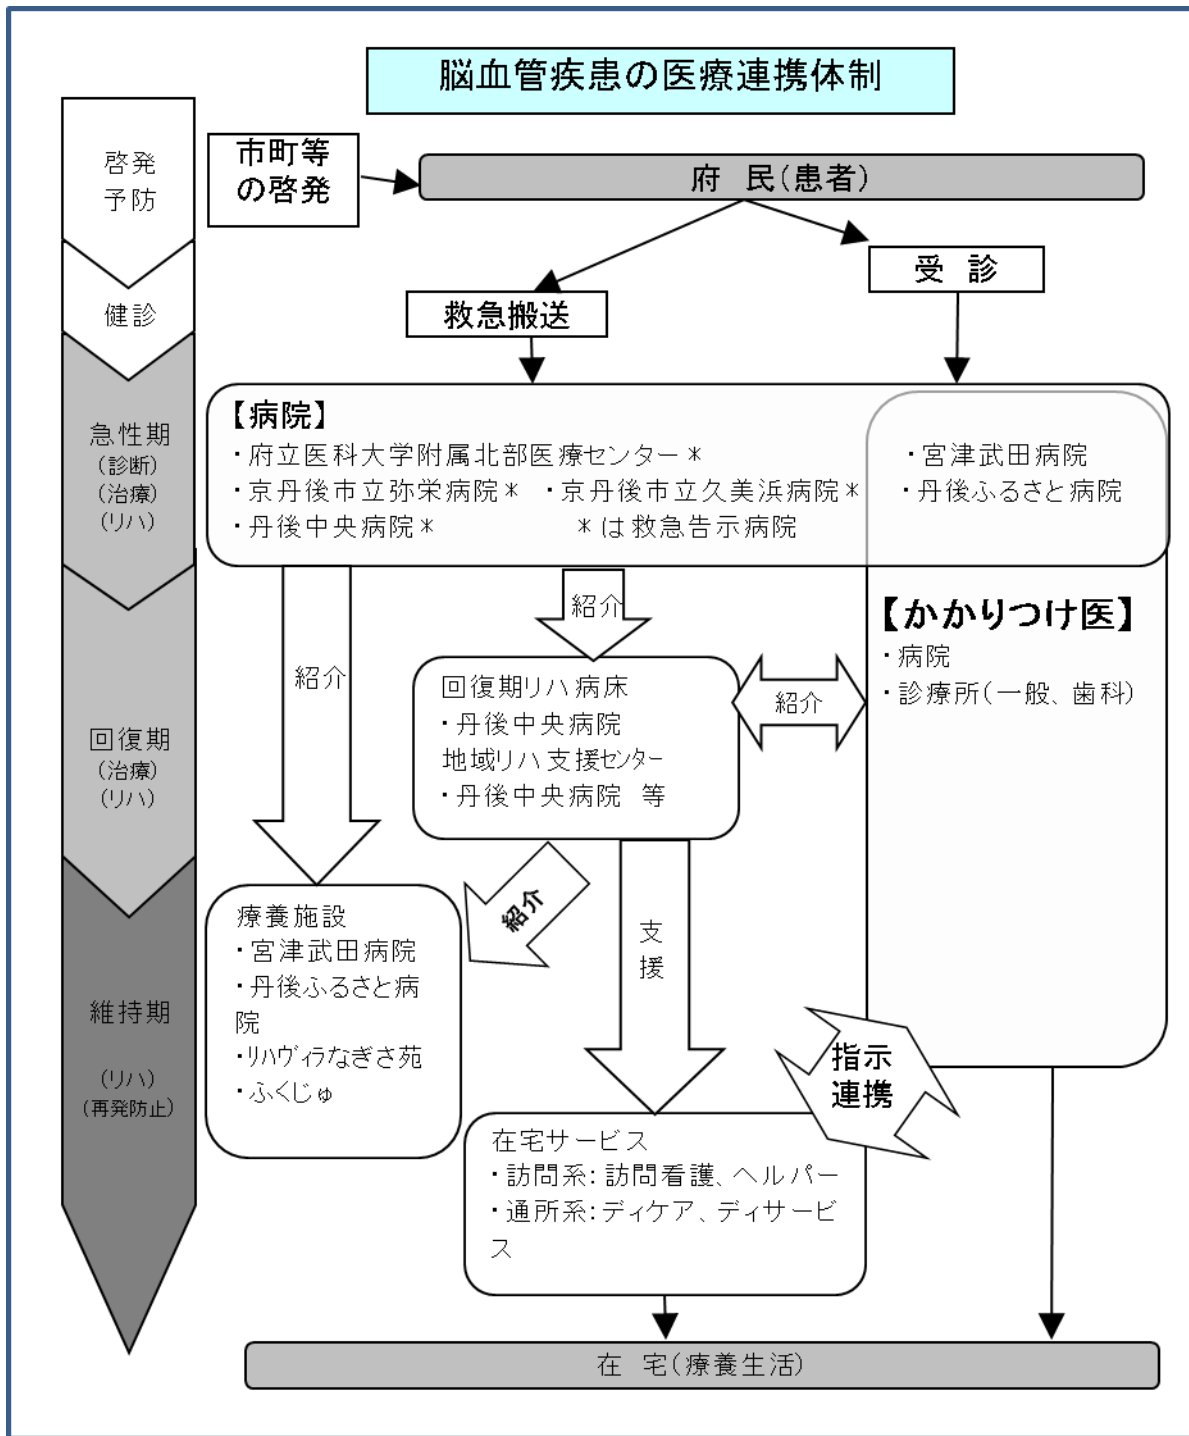 脳血管疾患の医療連携体制
啓発
予防
市町等
の啓発
府 民(患者)
受 診
健診
救急搬送
急性期
(診断)
(治療)
(リハ)
【病院】
・府立医科大学附属北部医療センター＊
・京丹後市立弥栄病院＊ ・京丹後市立久美浜病院＊
・丹後中央病院＊ ＊は救急告示病院
・宮津武田病院
・丹後ふるさと病院
紹介
紹介
【かかりつけ医】
・病院
・診療所(一般、歯科)
回復期
(治療)
(リハ)
回復期リハ病床
・丹後中央病院
地域リハ支援センター
・丹後中央病院 等
紹介
紹介
支
援
維持期
(リハ)
(再発防止)
療養施設
・宮津武田病院
・丹後ふるさと病
院
・リハヴィラなぎさ苑
・ふくじゅ
指示
連携
在宅サービス
・訪問系：訪問看護、ヘルパー
・通所系：ディケア、ディサービ
ス
在 宅(療養生活)